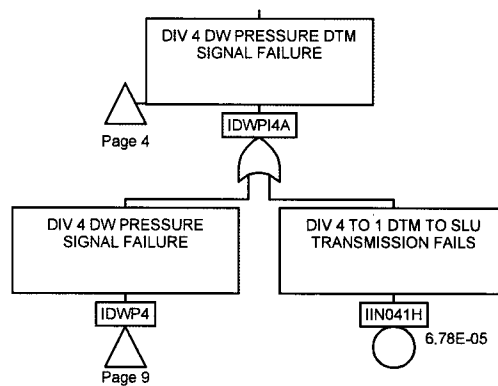 DIV 4 DW PRESSURE DTM
SIGNAL FAILURE
Page 4
IDWPI4A
DIV 4 DW PRESSURE
SIGNAL FAILURE
DIV 4 TO 1 DTM TO SLU
TRANSMISSION FAILS
IDWP4
IIN041H
6.78E-05
Page 9